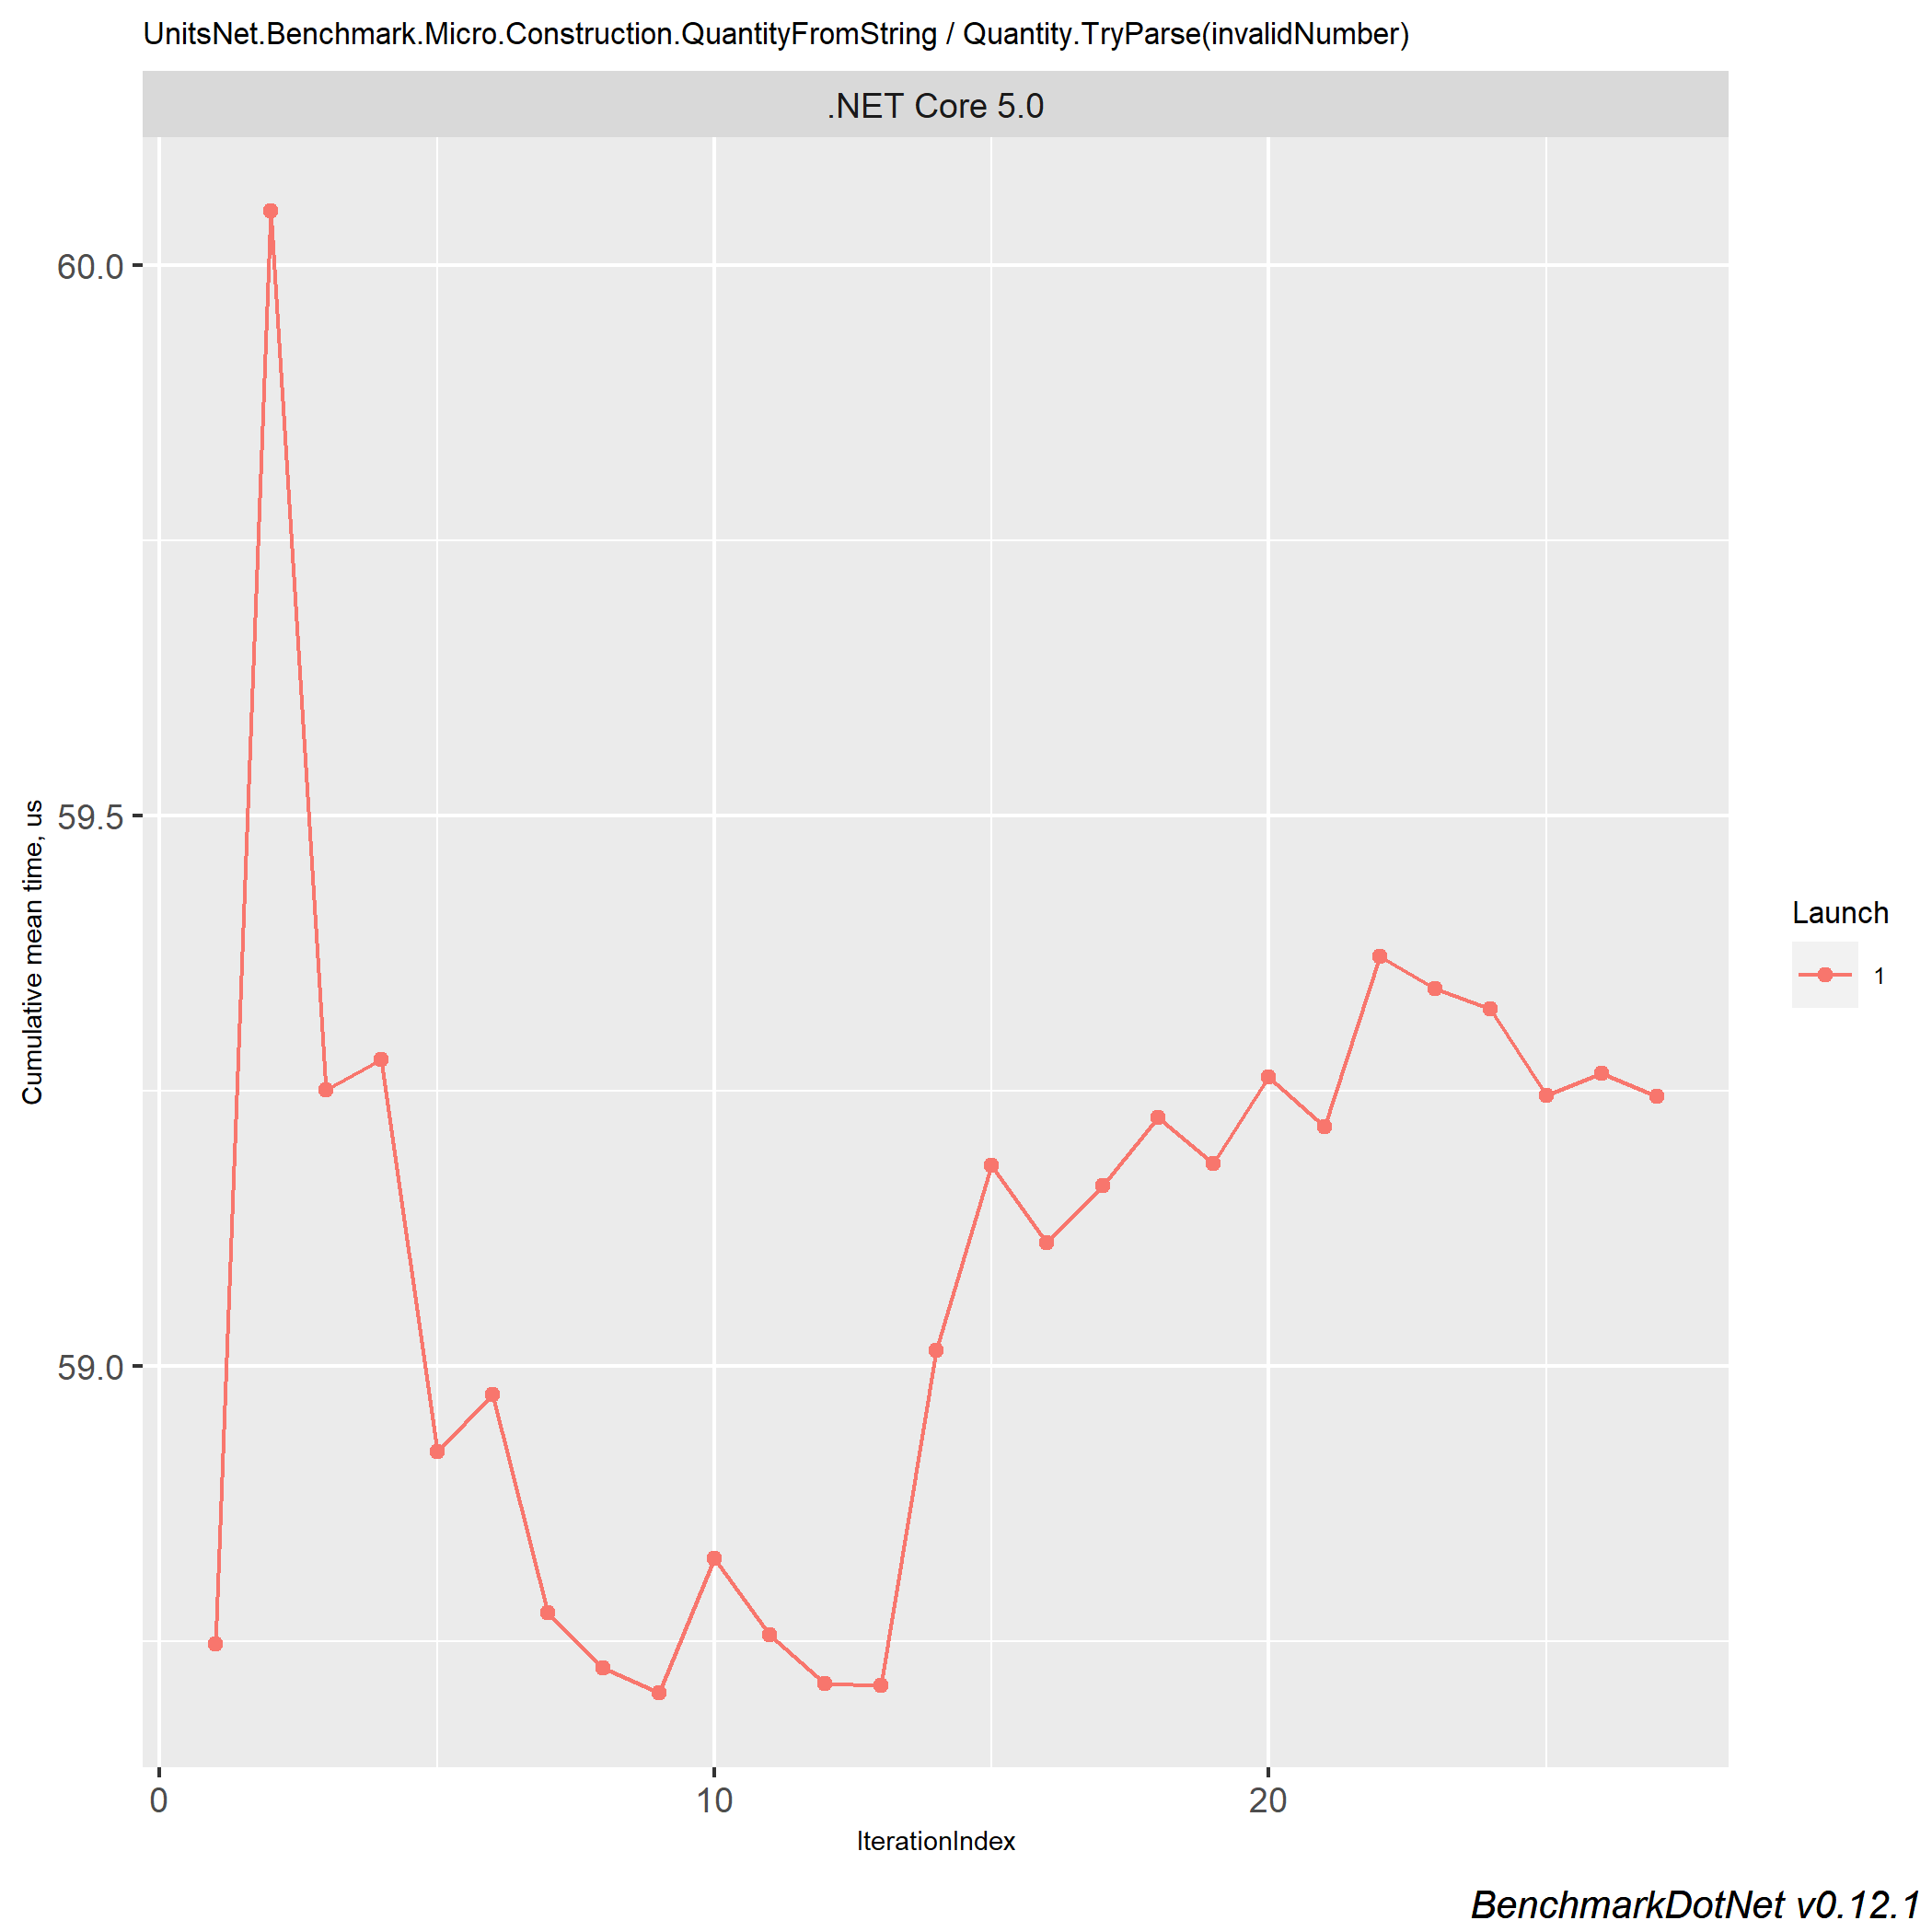 UnitsNet.Benchmark.Micro.Construction.QuantityFromString / Quantity.TryParse(invalidNumber)
.NET Core 5.0
60.0
59.5
59.0
Cumulative mean time, us
0 10 20
IterationIndex
Launch
1
BenchmarkDotNet v0.12.1